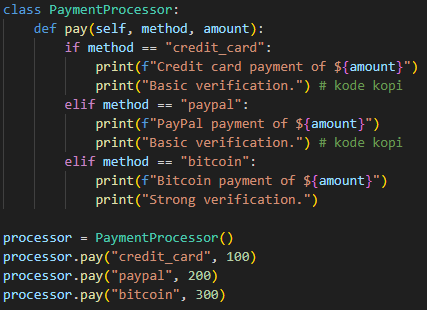 class PaymentProcessor:
    def pay(self, method, amount):
        if method == "credit_card":
            print(f"Credit card payment of ${amount}")
            print("Basic verification.") # kode kopi
        elif method == "paypal":
            print(f"PayPal payment of ${amount}")
            print("Basic verification.") # kode kopi
        elif method == "bitcoin":
            print(f"Bitcoin payment of ${amount}")
            print("Strong verification.")

processor = PaymentProcessor()
processor.pay("credit_card", 100)
processor.pay("paypal", 200)
processor.pay("bitcoin", 300)